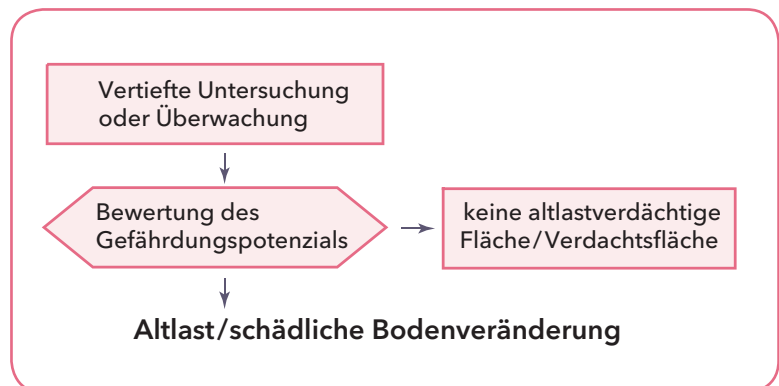 Vertiefte Untersuchung
oder Überwachung
Bewertung des
Gefährdungspotenzials
keine altlastverdächtige
Fläche/Verdachtsfläche
Altlast/schädliche Bodenveränderung